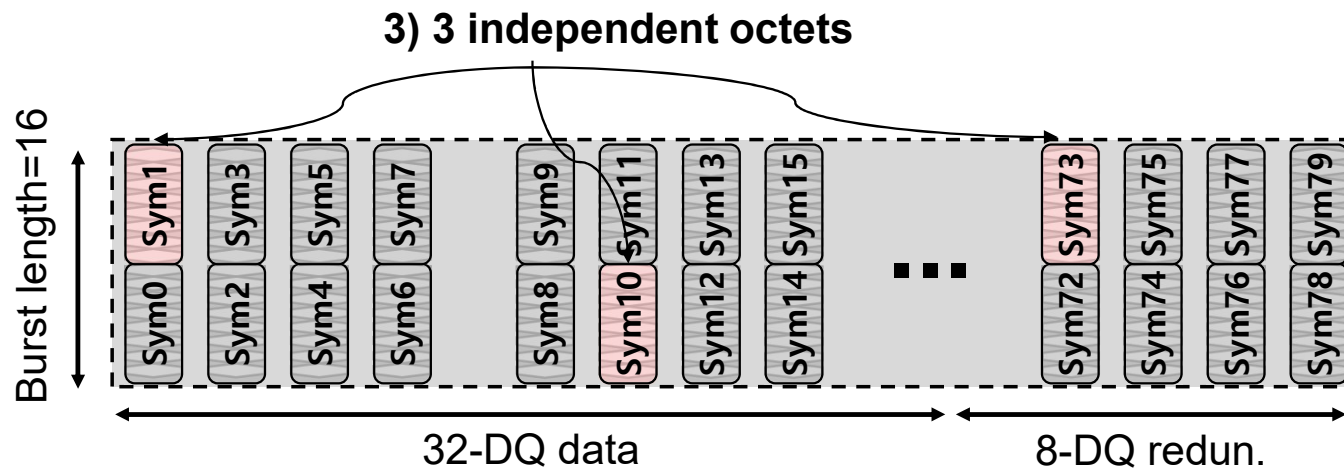 3) 3 independent octets
Burst length=16
Sym1 Sym3 Sym5 Sym7 Sym9 Sym11 Sym13 Sym15 Sym73 Sym75 Sym77 Sym79
Sym0 Sym2 Sym4 Sym6 Sym8 Sym10 Sym12 Sym14 Sym72 Sym74 Sym76 Sym78
32-DQ data 8-DQ redun.